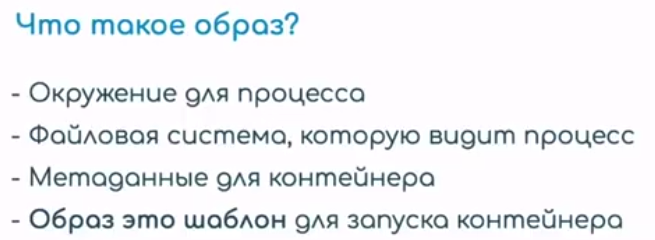 Что такое образ?
- Окружение для процесса
- Файловая система, которую видит процесс
- Метаданные для контейнера
- Образ это шаблон для запуска контейнера